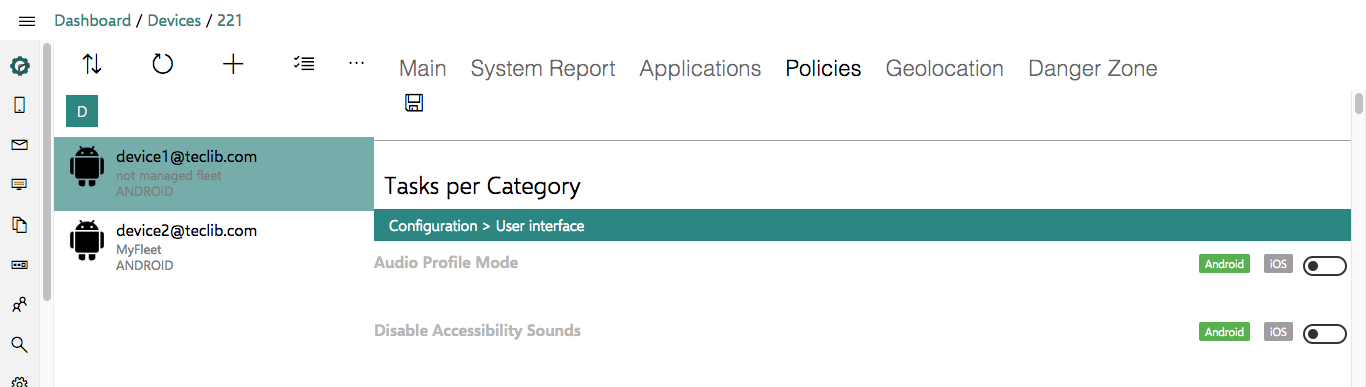 Dashboard / Devices / 221
Main System Report Applications Policies Geolocation Danger Zone
D
device1@teclib.com
not managed fleet
ANDROID
device2@teclib.com
MyFleet
ANDROID
Tasks per Category
Configuration > User interface
Audio Profile Mode Android iOS
Disable Accessibility Sounds Android iOS